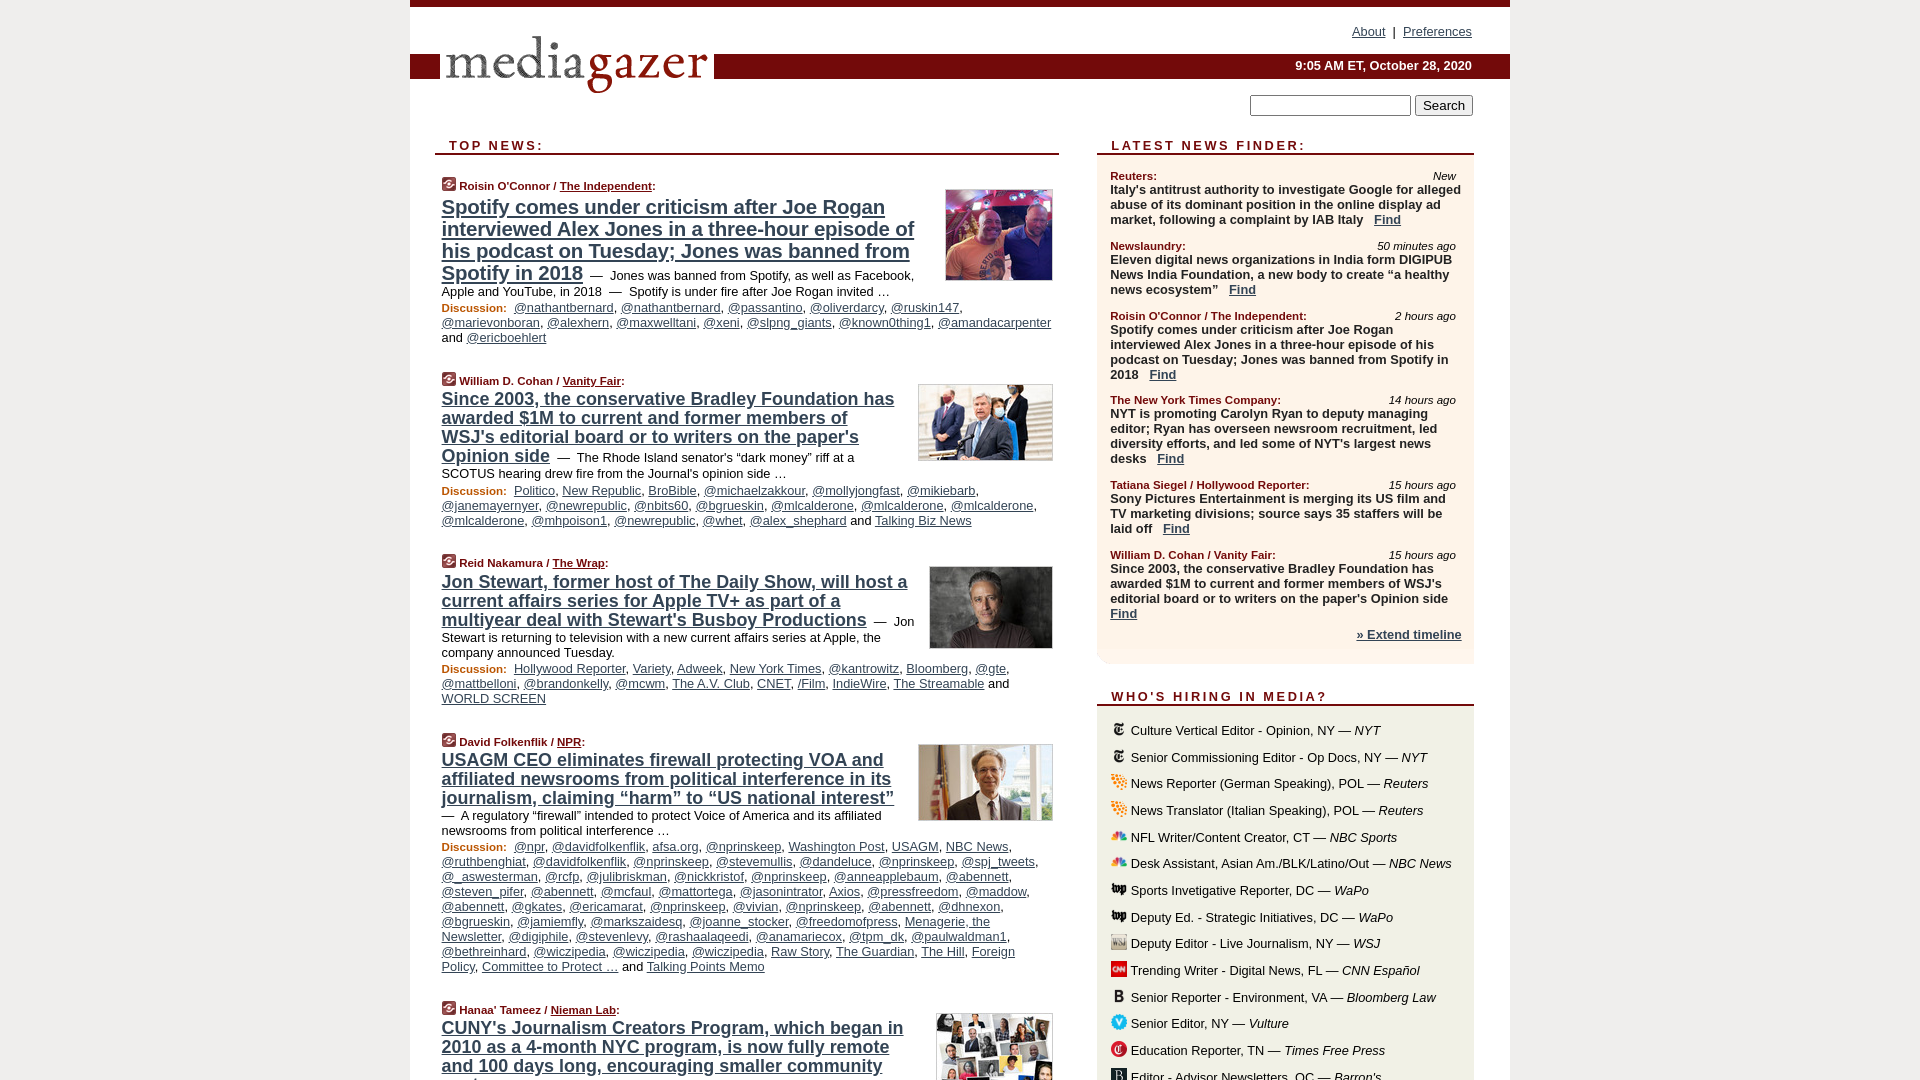 About | Preferences
mediagazer
9:05 AM ET, October 28, 2020
Search
TOP NEWS:
Roisin O'Connor / The Independent:
Spotify comes under criticism after Joe Rogan
interviewed Alex Jones in a three-hour episode of
his podcast on Tuesday; Jones was banned from
Spotify in 2018 — Jones was banned from Spotify, as well as Facebook,
Apple and YouTube, in 2018 — Spotify is under fire after Joe Rogan invited …
Discussion: @nathantbernard, @nathantbernard, @passantino, @oliverdarcy, @ruskin147,
@marievonboran, @alexhern, @maxwelltani, @xeni, @slpng_giants, @known0thing1, @amandacarpenter
and @ericboehlert
William D. Cohan / Vanity Fair:
Since 2003, the conservative Bradley Foundation has
awarded $1M to current and former members of
WSJ's editorial board or to writers on the paper's
Opinion side — The Rhode Island senator's “dark money” riff at a
SCOTUS hearing drew fire from the Journal's opinion side …
Discussion: Politico, New Republic, BroBible, @michaelzakkour, @mollyjongfast, @mikiebarb,
@janemayernyer, @newrepublic, @nbits60, @bgrueskin, @mlcalderone, @mlcalderone, @mlcalderone,
@mlcalderone, @mhpoison1, @newrepublic, @whet, @alex_shephard and Talking Biz News
Reid Nakamura / The Wrap:
Jon Stewart, former host of The Daily Show, will host a
current affairs series for Apple TV+ as part of a
multiyear deal with Stewart's Busboy Productions — Jon
Stewart is returning to television with a new current affairs series at Apple, the
company announced Tuesday.
Discussion: Hollywood Reporter, Variety, Adweek, New York Times, @kantrowitz, Bloomberg, @gte,
@mattbelloni, @brandonkelly, @mcwm, The A.V. Club, CNET, /Film, IndieWire, The Streamable and
WORLD SCREEN
David Folkenflik / NPR:
USAGM CEO eliminates firewall protecting VOA and
affiliated newsrooms from political interference in its
journalism, claiming “harm” to “US national interest”
— A regulatory “firewall” intended to protect Voice of America and its affiliated
newsrooms from political interference …
Discussion: @npr, @davidfolkenflik, afsa.org, @nprinskeep, Washington Post, USAGM, NBC News,
@ruthbenghiat, @davidfolkenflik, @nprinskeep, @stevemullis, @dandeluce, @nprinskeep, @spj_tweets,
@_aswesterman, @rcfp, @julibriskman, @nickkristof, @nprinskeep, @anneapplebaum, @abennett,
@steven_pifer, @abennett, @mcfaul, @mattortega, @jasonintrator, Axios, @pressfreedom, @maddow,
@abennett, @gkates, @ericamarat, @nprinskeep, @vivian, @nprinskeep, @abennett, @dhnexon,
@bgrueskin, @jamiemfly, @markszaidesq, @joanne_stocker, @freedomofpress, Menagerie, the
Newsletter, @digiphile, @stevenlevy, @rashaalaqeedi, @anamariecox, @tpm_dk, @paulwaldman1,
@bethreinhard, @wiczipedia, @wiczipedia, @wiczipedia, Raw Story, The Guardian, The Hill, Foreign
Policy, Committee to Protect … and Talking Points Memo
Hanaa' Tameez / Nieman Lab:
CUNY's Journalism Creators Program, which began in
2010 as a 4-month NYC program, is now fully remote
and 100 days long, encouraging smaller community
LATEST NEWS FINDER:
Reuters: New
Italy's antitrust authority to investigate Google for alleged
abuse of its dominant position in the online display ad
market, following a complaint by IAB Italy Find
Newslaundry: 50 minutes ago
Eleven digital news organizations in India form DIGIPUB
News India Foundation, a new body to create “a healthy
news ecosystem” Find
Roisin O'Connor / The Independent: 2 hours ago
Spotify comes under criticism after Joe Rogan
interviewed Alex Jones in a three-hour episode of his
podcast on Tuesday; Jones was banned from Spotify in
2018 Find
The New York Times Company: 14 hours ago
NYT is promoting Carolyn Ryan to deputy managing
editor; Ryan has overseen newsroom recruitment, led
diversity efforts, and led some of NYT's largest news
desks Find
Tatiana Siegel / Hollywood Reporter: 15 hours ago
Sony Pictures Entertainment is merging its US film and
TV marketing divisions; source says 35 staffers will be
laid off Find
William D. Cohan / Vanity Fair: 15 hours ago
Since 2003, the conservative Bradley Foundation has
awarded $1M to current and former members of WSJ's
editorial board or to writers on the paper's Opinion side
Find
» Extend timeline
WHO'S HIRING IN MEDIA?
Culture Vertical Editor - Opinion, NY — NYT
Senior Commissioning Editor - Op Docs, NY — NYT
News Reporter (German Speaking), POL — Reuters
News Translator (Italian Speaking), POL — Reuters
NFL Writer/Content Creator, CT — NBC Sports
Desk Assistant, Asian Am./BLK/Latino/Out — NBC News
Sports Invetigative Reporter, DC — WaPo
Deputy Ed. - Strategic Initiatives, DC — WaPo
Deputy Editor - Live Journalism, NY — WSJ
Trending Writer - Digital News, FL — CNN Español
Senior Reporter - Environment, VA — Bloomberg Law
Senior Editor, NY — Vulture
Education Reporter, TN — Times Free Press
Editor - Advisor Newsletters, OC — Barron's